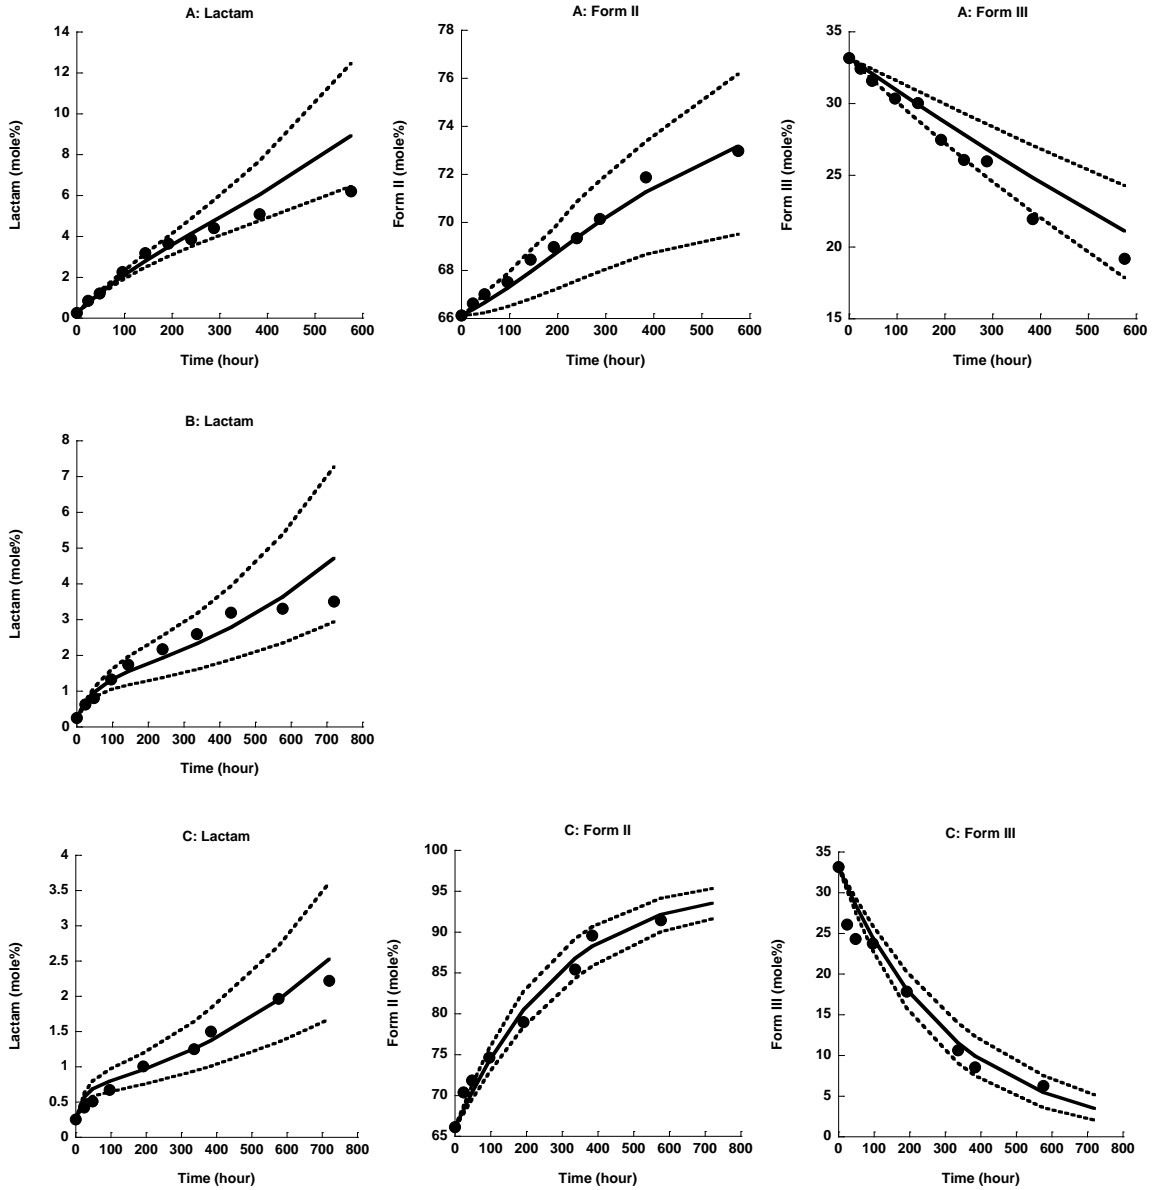 A: Lactam
Lactam (mole%)
14
12
10
8
6
4
2
0
0 100 200 300 400 500 600
Time (hour)
A: Form II
Form II (mole%)
78
76
74
72
70
68
66
0 100 200 300 400 500 600
Time (hour)
A: Form III
Form III (mole%)
35
30
25
20
15
0 100 200 300 400 500 600
Time (hour)
B: Lactam
Lactam (mole%)
8
7
6
5
4
3
2
1
0
0 100 200 300 400 500 600 700 800
Time (hour)
C: Lactam
Lactam (mole%)
4
3.5
3
2.5
2
1.5
1
0.5
0
0 100 200 300 400 500 600 700 800
Time (hour)
C: Form II
Form II (mole%)
100
95
90
85
80
75
70
65
0 100 200 300 400 500 600 700 800
Time (hour)
C: Form III
Form III (mole%)
35
30
25
20
15
10
5
0
0 100 200 300 400 500 600 700 800
Time (hour)